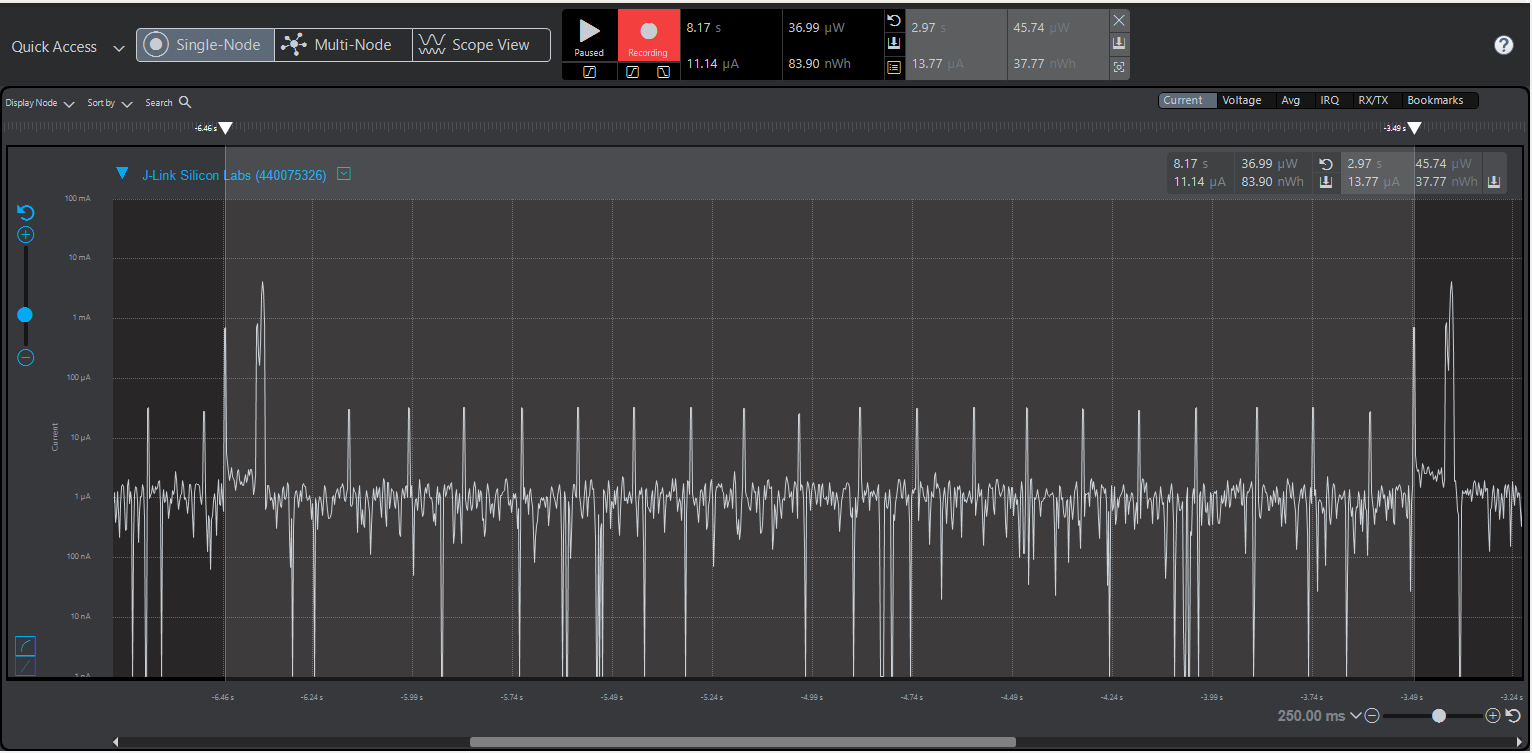 Quick Access
Single-Node
Multi-Node
Scope View
Paused
Recording
8.17 s
36.99 µW
11.14 µA
83.90 nWh
2.97 s
45.74 µW
13.77 µA
37.77 nWh
?
Display Node
Sort by
Search
Current
Voltage
Avg
IRQ
RX/TX
Bookmarks
-6.46 s
-3.49 s
J-Link Silicon Labs (440075326)
8.17 s 36.99 µW 2.97 s 45.74 µW
11.14 µA 83.90 nWh 13.77 µA 37.77 nWh
100 mA
10 mA
1 mA
100 µA
10 µA
1 µA
100 nA
10 nA
1 nA
Current
-6.46 s -6.24 s -5.99 s -5.74 s -5.49 s -5.24 s -4.99 s -4.74 s -4.49 s -4.24 s -3.99 s -3.74 s -3.49 s -3.24 s
250.00 ms